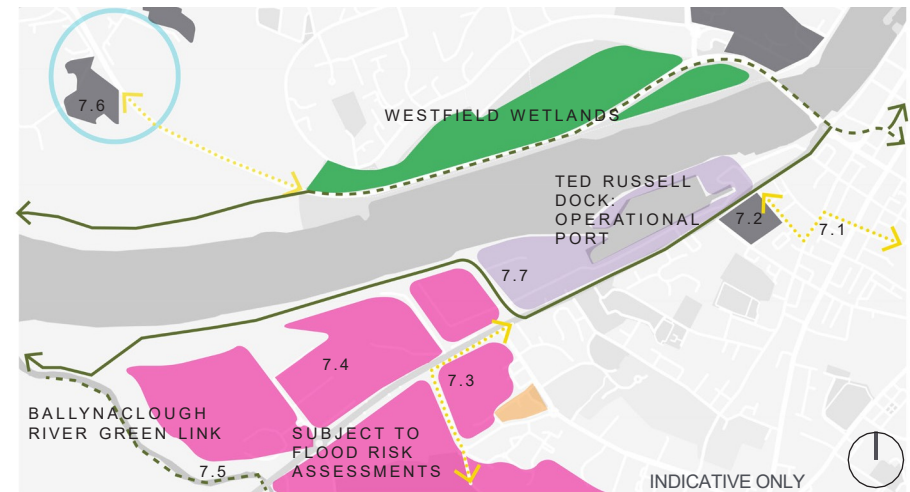 7.6
WESTFIELD WETLANDS
TED RUSSELL
DOCK:
OPERATIONAL
PORT
7.2
7.1
7.7
7.4
7.3
BALLYNACLOUGH
RIVER GREEN LINK
SUBJECT TO
FLOOD RISK
ASSESSMENTS
7.5
INDICATIVE ONLY